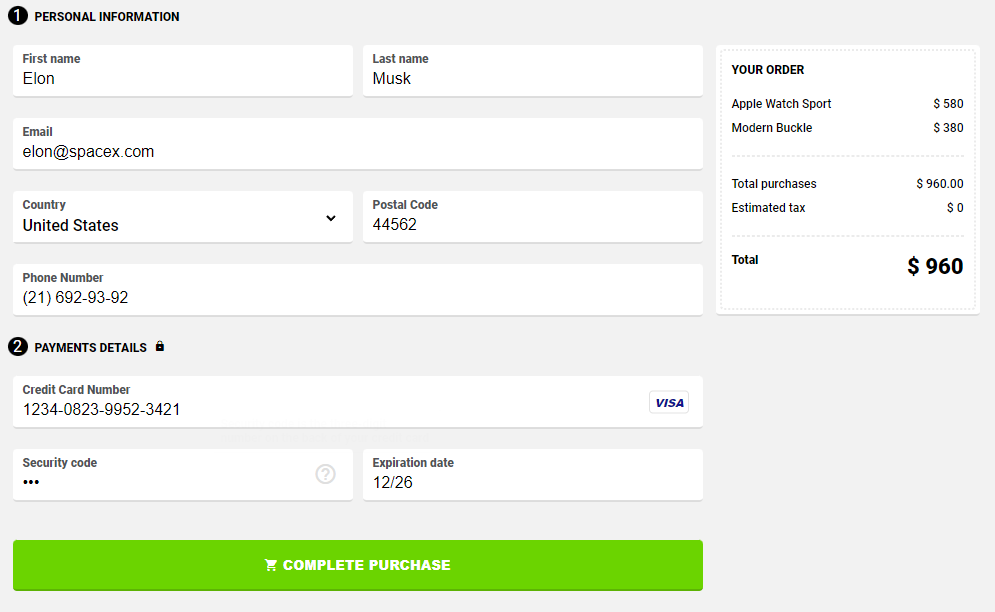 1 PERSONAL INFORMATION
First name
Elon
Last name
Musk
Email
elon@spacex.com
Country
United States
Postal Code
44562
Phone Number
(21) 692-93-92
2 PAYMENTS DETAILS
Credit Card Number
1234-0823-9952-3421
VISA
Security code
•••
?
Expiration date
12/26
COMPLETE PURCHASE
YOUR ORDER
Apple Watch Sport $ 580
Modern Buckle $ 380
Total purchases $ 960.00
Estimated tax $ 0
Total $ 960